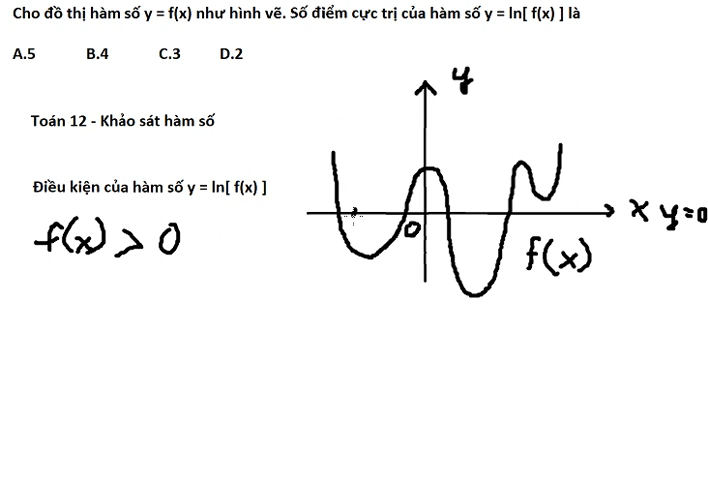 Cho đồ thị hàm số y = f(x) như hình vẽ. Số điểm cực trị của hàm số y = ln[ f(x) ] là
A.5 B.4 C.3 D.2
y
Toán 12 - Khảo sát hàm số
Điều kiện của hàm số y = ln[ f(x) ]
f(x) > 0
x y=0
0
f(x)